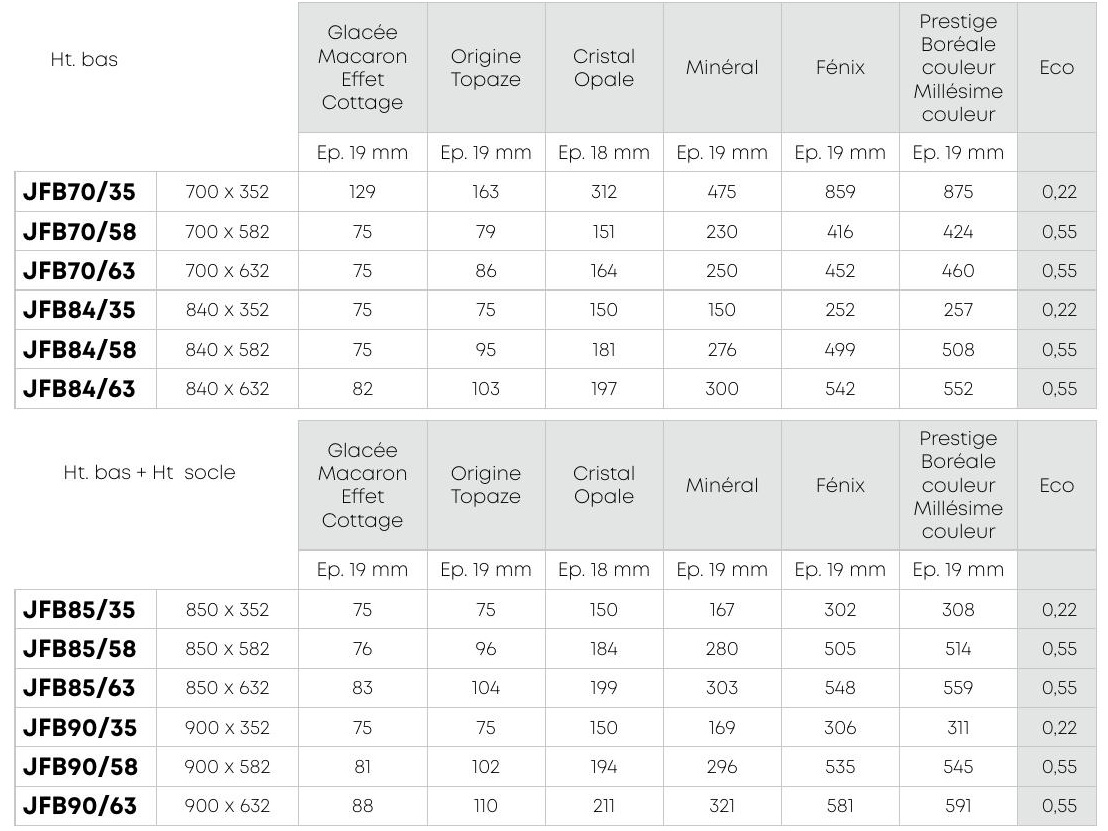 Ht. bas
Glacée
Macaron
Effet
Cottage
Origine
Topaze
Cristal
Opale
Minéral
Fénix
Prestige
Boréale
couleur
Millésime
couleur
Eco
Ep. 19 mm Ep. 19 mm Ep. 18 mm Ep. 19 mm Ep. 19 mm Ep. 19 mm
JFB70/35 700 x 352 129 163 312 475 859 875 0,22
JFB70/58 700 x 582 75 79 151 230 416 424 0,55
JFB70/63 700 x 632 75 86 164 250 452 460 0,55
JFB84/35 840 x 352 75 75 150 150 252 257 0,22
JFB84/58 840 x 582 75 95 181 276 499 508 0,55
JFB84/63 840 x 632 82 103 197 300 542 552 0,55
Ht. bas + Ht socle
Glacée
Macaron
Effet
Cottage
Origine
Topaze
Cristal
Opale
Minéral
Fénix
Prestige
Boréale
couleur
Millésime
couleur
Eco
Ep. 19 mm Ep. 19 mm Ep. 18 mm Ep. 19 mm Ep. 19 mm Ep. 19 mm
JFB85/35 850 x 352 75 75 150 167 302 308 0,22
JFB85/58 850 x 582 76 96 184 280 505 514 0,55
JFB85/63 850 x 632 83 104 199 303 548 559 0,55
JFB90/35 900 x 352 75 75 150 169 306 311 0,22
JFB90/58 900 x 582 81 102 194 296 535 545 0,55
JFB90/63 900 x 632 88 110 211 321 581 591 0,55